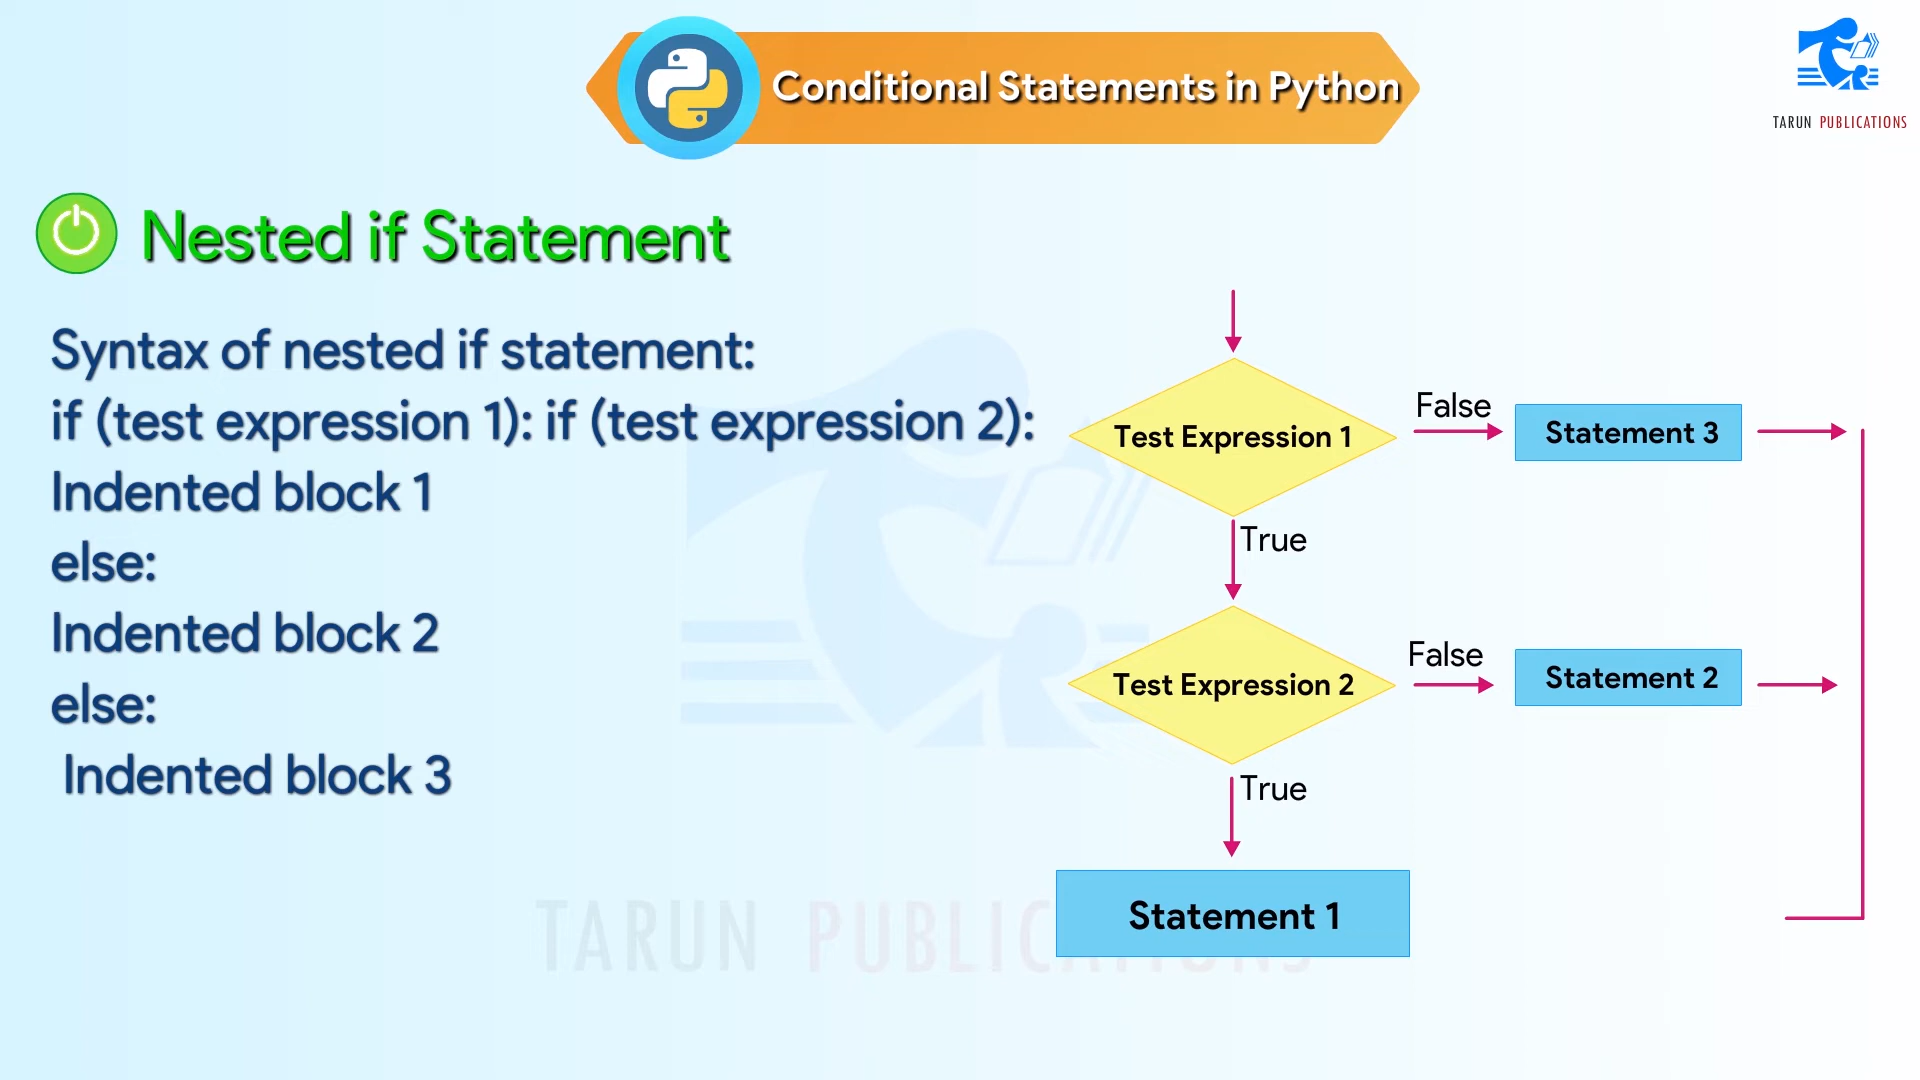 Conditional Statements in Python
TARUN PUBLICATIONS
Nested if Statement
Syntax of nested if statement:
if (test expression 1): if (test expression 2):
Indented block 1
else:
Indented block 2
else:
Indented block 3
Test Expression 1
False
Statement 3
True
Test Expression 2
False
Statement 2
True
Statement 1
TARUN PUBLICATIONS